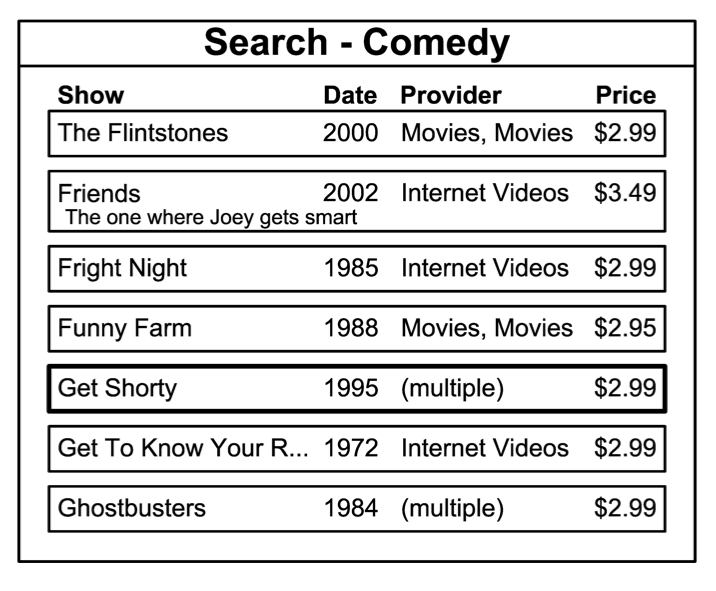 Search - Comedy
Show Date Provider Price
The Flintstones 2000 Movies, Movies $2.99
Friends 2002 Internet Videos $3.49
The one where Joey gets smart
Fright Night 1985 Internet Videos $2.99
Funny Farm 1988 Movies, Movies $2.95
Get Shorty 1995 (multiple) $2.99
Get To Know Your R... 1972 Internet Videos $2.99
Ghostbusters 1984 (multiple) $2.99